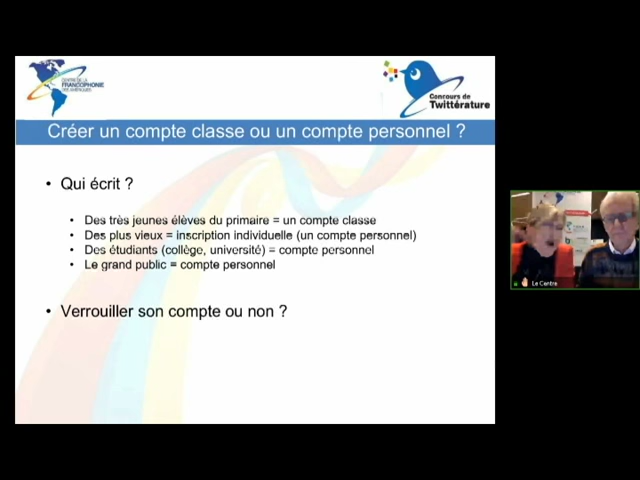 CENTRE DE LA
FRANCOPHONIE
DES AMÉRIQUES
Concours de
Twittérature
Créer un compte classe ou un compte personnel ?
• Qui écrit ?
• Des très jeunes élèves du primaire = un compte classe
• Des plus vieux = inscription individuelle (un compte personnel)
• Des étudiants (collège, université) = compte personnel
• Le grand public = compte personnel
• Verrouiller son compte ou non ?
Le Centre